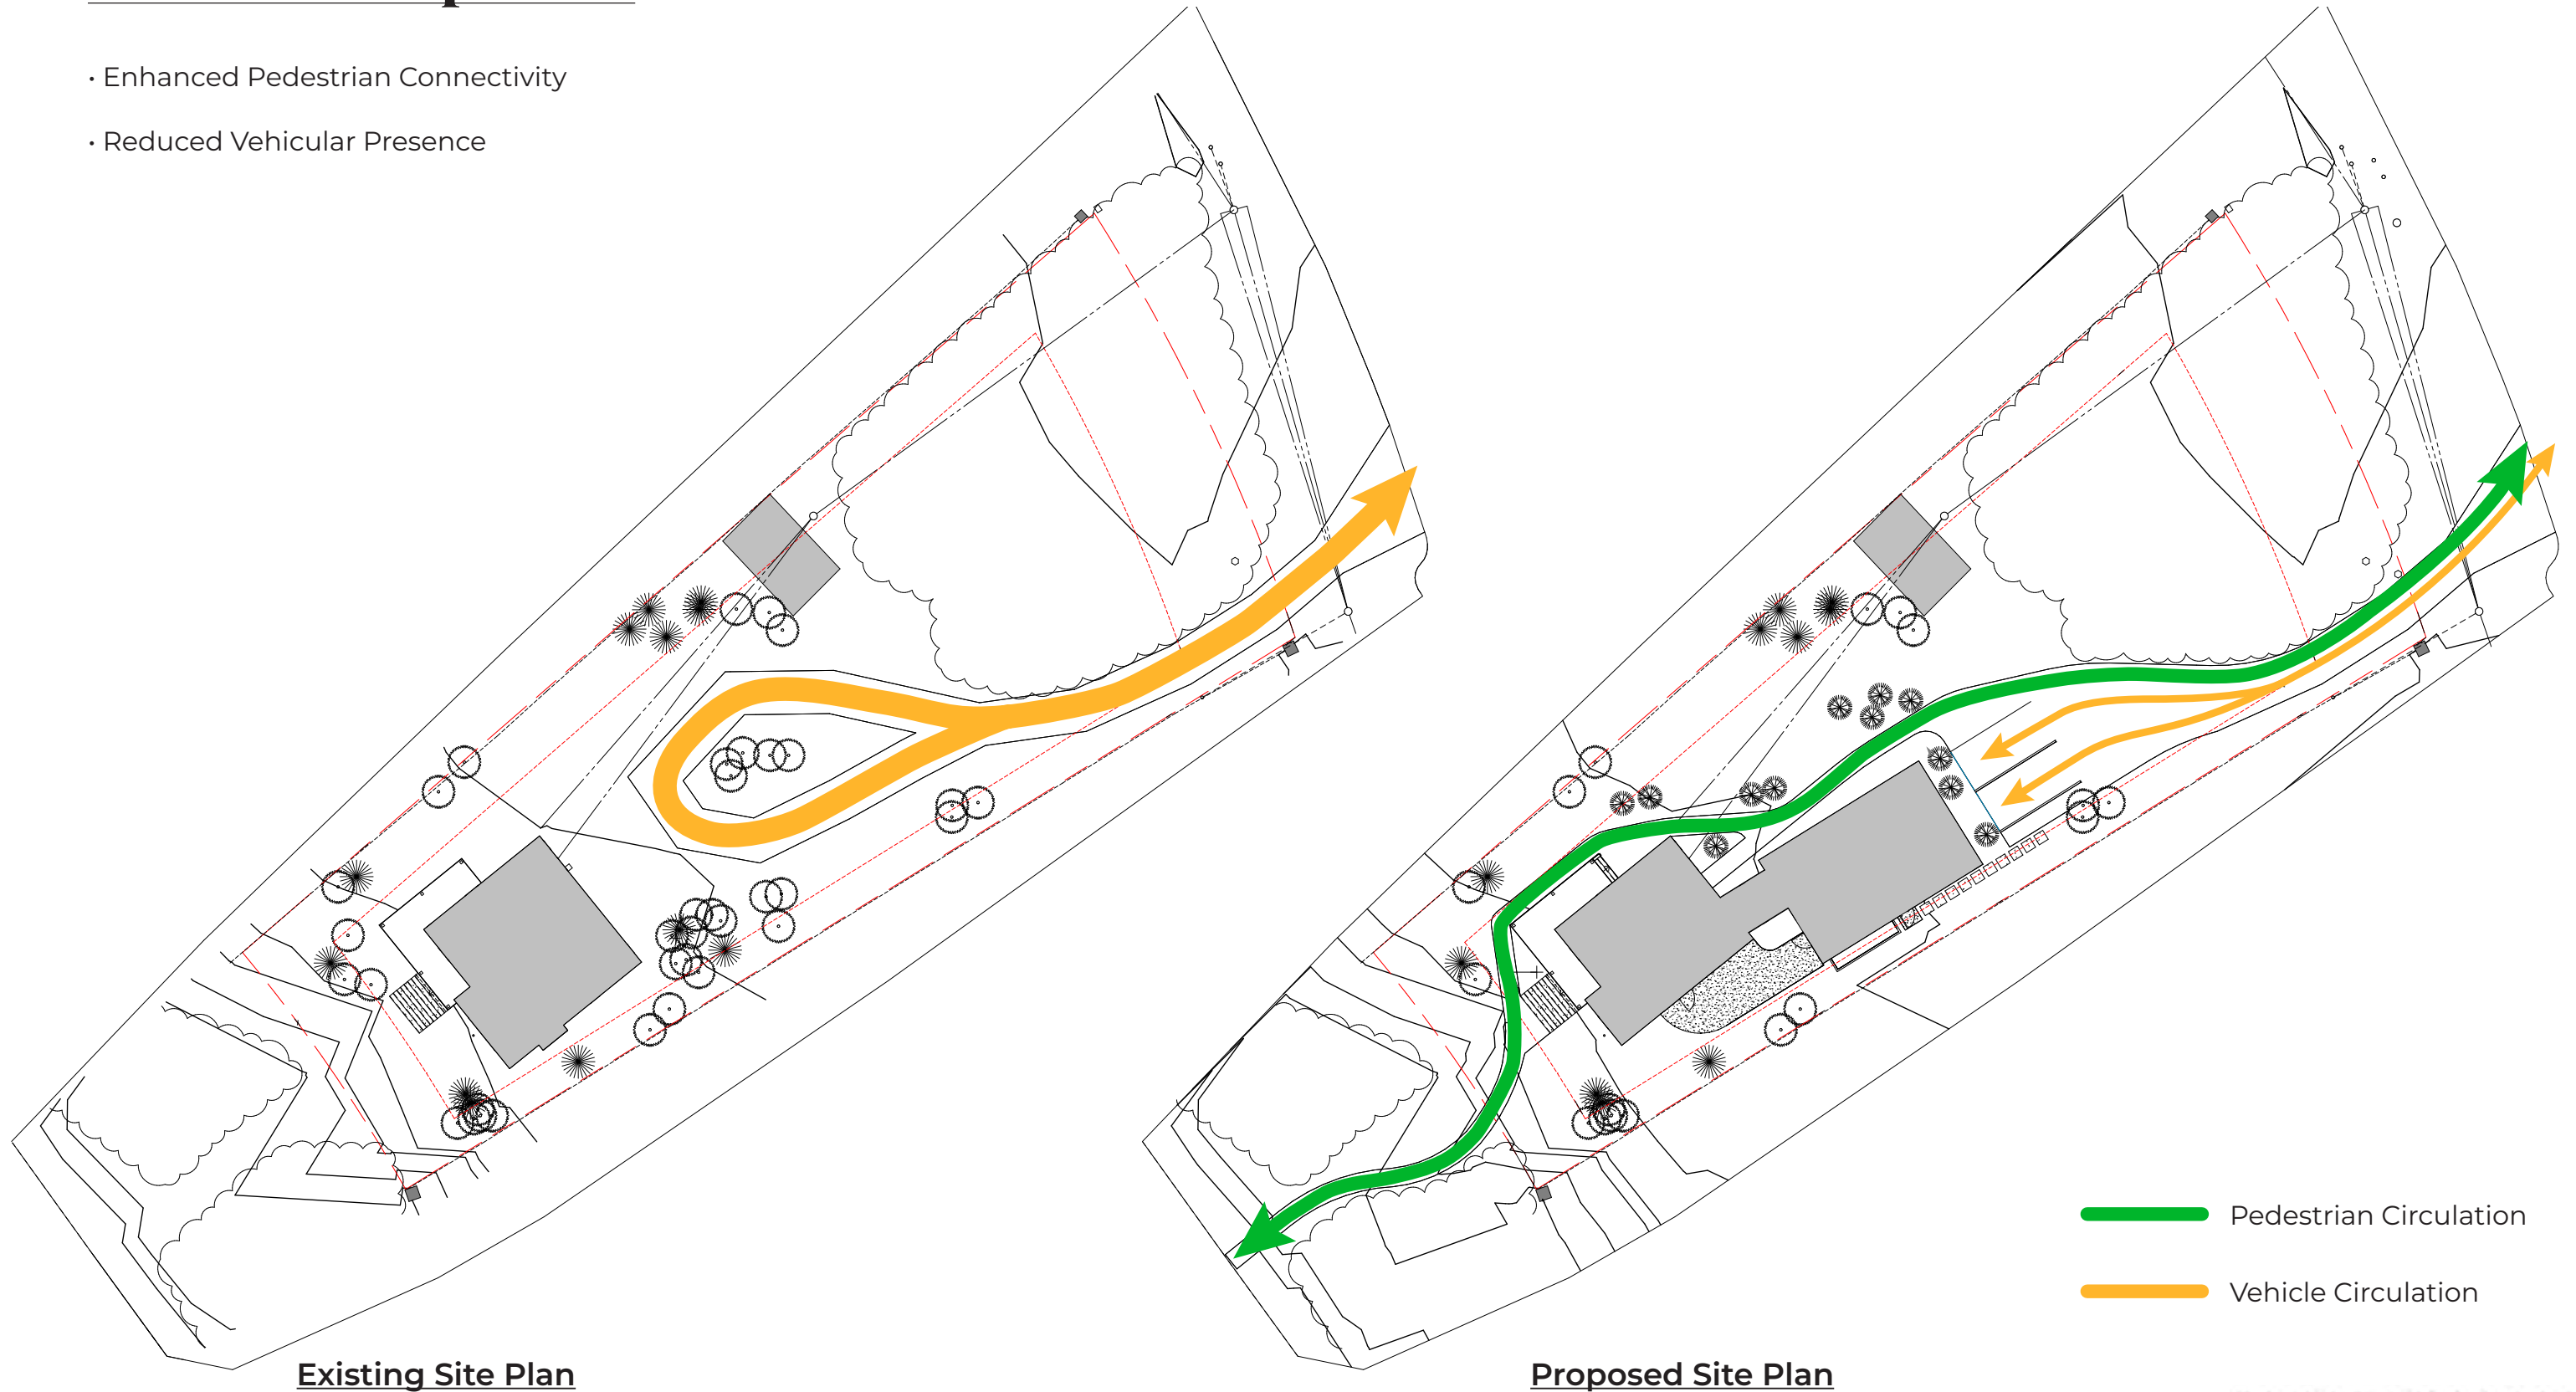 • Enhanced Pedestrian Connectivity
• Reduced Vehicular Presence
Pedestrian Circulation
Vehicle Circulation
Existing Site Plan
Proposed Site Plan